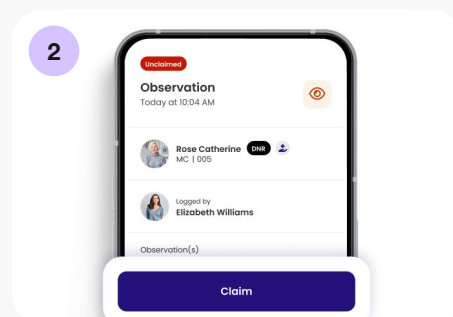 2
Unclaimed
Observation
Today at 10:04 AM
Rose Catherine DNR
MC | 005
Logged by
Elizabeth Williams
Observation(s)
Claim